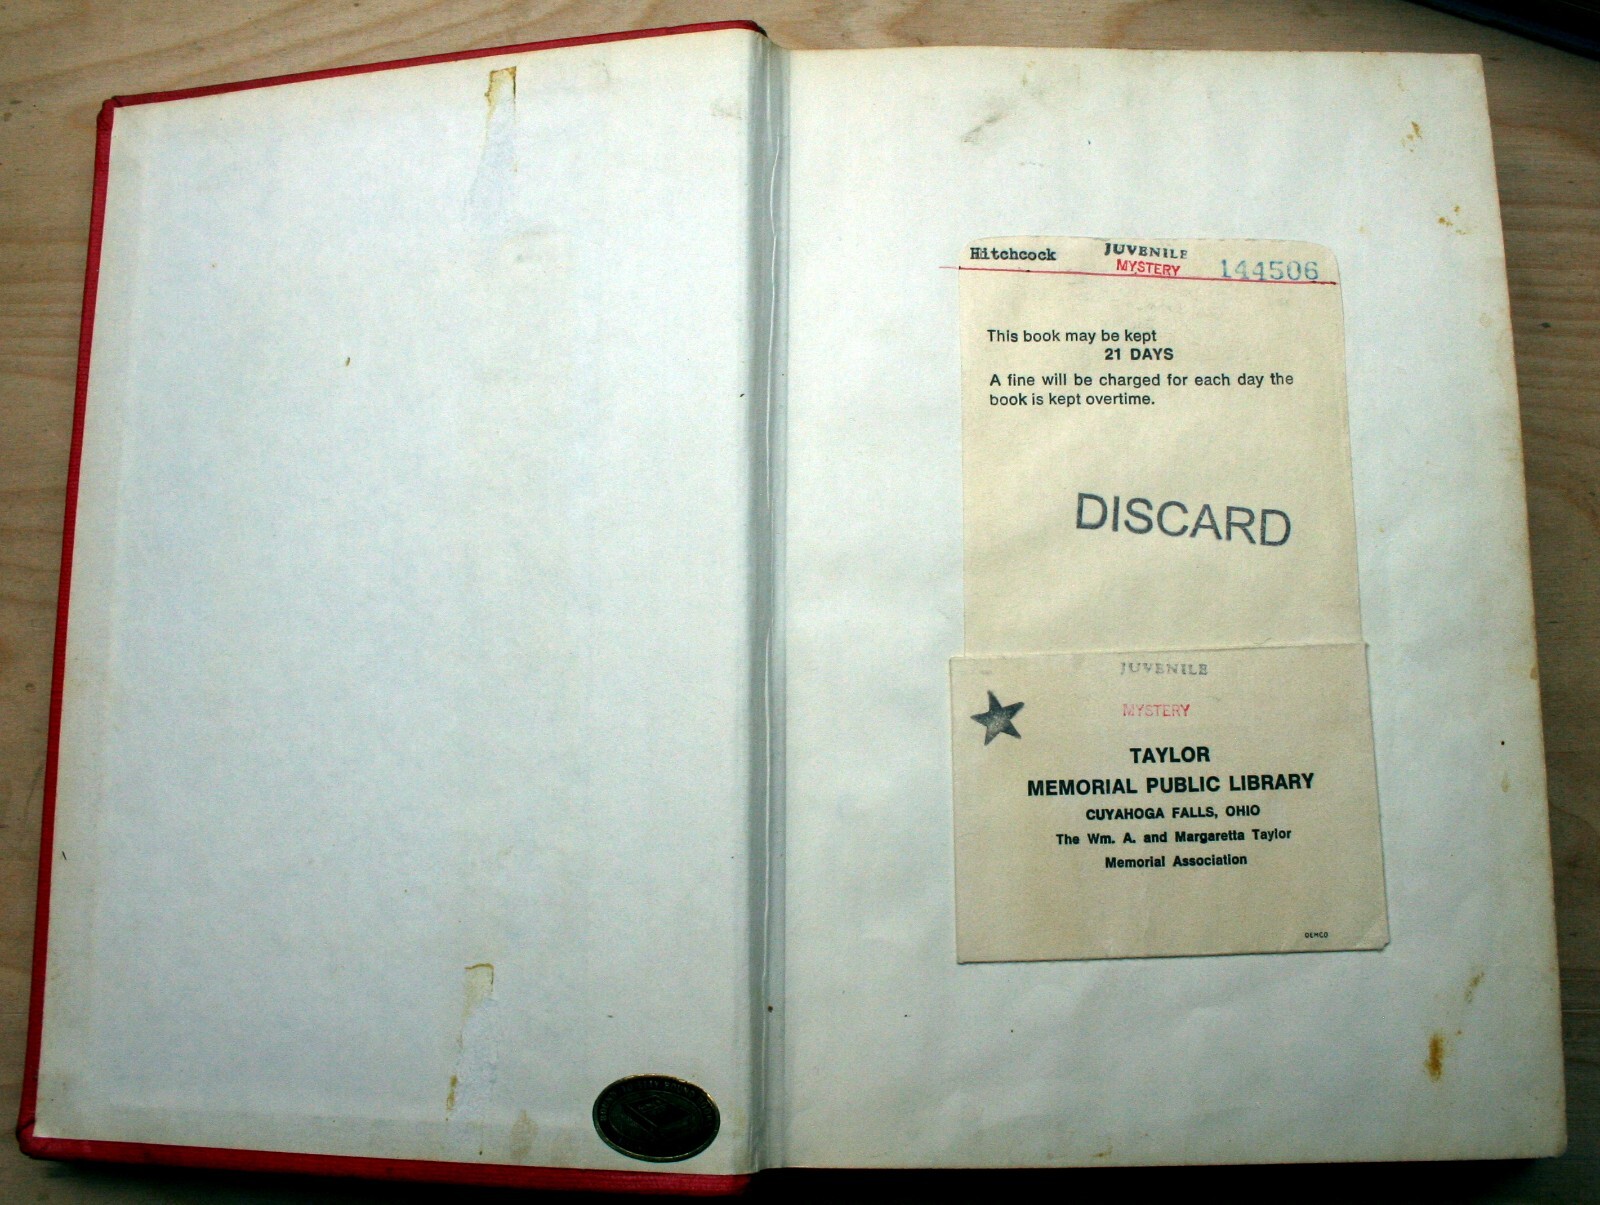 Hitchcock
JUVENILE
MYSTERY
144506
This book may be kept
21 DAYS
A fine will be charged for each day the
book is kept overtime.
DISCARD
JUVENILE
MYSTERY
TAYLOR
MEMORIAL PUBLIC LIBRARY
CUYAHOGA FALLS, OHIO
The Wm. A. and Margaretta Taylor
Memorial Association
DEMCO